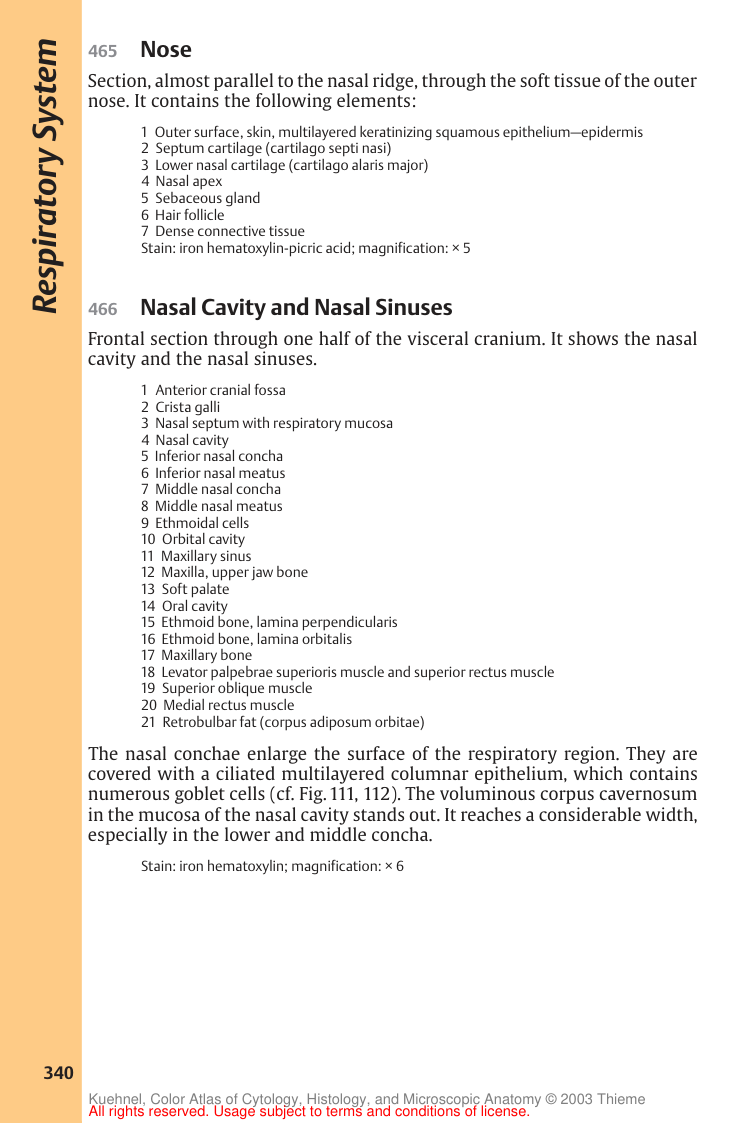 Respiratory System
465 Nose
Section, almost parallel to the nasal ridge, through the soft tissue of the outer
nose. It contains the following elements:
1 Outer surface, skin, multilayered keratinizing squamous epithelium—epidermis
2 Septum cartilage (cartilago septi nasi)
3 Lower nasal cartilage (cartilago alaris major)
4 Nasal apex
5 Sebaceous gland
6 Hair follicle
7 Dense connective tissue
Stain: iron hematoxylin-picric acid; magnification: × 5
466 Nasal Cavity and Nasal Sinuses
Frontal section through one half of the visceral cranium. It shows the nasal
cavity and the nasal sinuses.
1 Anterior cranial fossa
2 Crista galli
3 Nasal septum with respiratory mucosa
4 Nasal cavity
5 Inferior nasal concha
6 Inferior nasal meatus
7 Middle nasal concha
8 Middle nasal meatus
9 Ethmoidal cells
10 Orbital cavity
11 Maxillary sinus
12 Maxilla, upper jaw bone
13 Soft palate
14 Oral cavity
15 Ethmoid bone, lamina perpendicularis
16 Ethmoid bone, lamina orbitalis
17 Maxillary bone
18 Levator palpebrae superioris muscle and superior rectus muscle
19 Superior oblique muscle
20 Medial rectus muscle
21 Retrobulbar fat (corpus adiposum orbitae)
The nasal conchae enlarge the surface of the respiratory region. They are
covered with a ciliated multilayered columnar epithelium, which contains
numerous goblet cells (cf. Fig. 111, 112). The voluminous corpus cavernosum
in the mucosa of the nasal cavity stands out. It reaches a considerable width,
especially in the lower and middle concha.
Stain: iron hematoxylin; magnification: × 6
340
Kuehnel, Color Atlas of Cytology, Histology, and Microscopic Anatomy © 2003 Thieme
All rights reserved. Usage subject to terms and conditions of license.